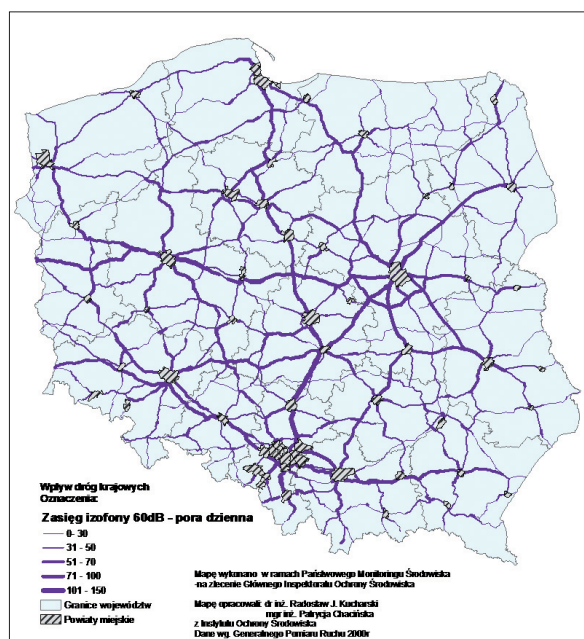 Wpływ dróg krajowych
Oznaczenia:
Zasięg izofony 60dB - pora dzienna
0- 30
31 - 50
51 - 70
71 - 100
101 - 150
Granice województw
Powiaty miejskie
Mapę wykonano w ramach Państwowego Monitoringu Środowiska
-na zlecenie Głównego Inspektoratu Ochrony Środowiska
Mapę opracowali: dr inż. Radosław J. Kucharski
mgr inż. Patrycja Chacińska
z Instytutu Ochrony Środowiska
Dane wg. Generalnego Pomiaru Ruchu 2000r